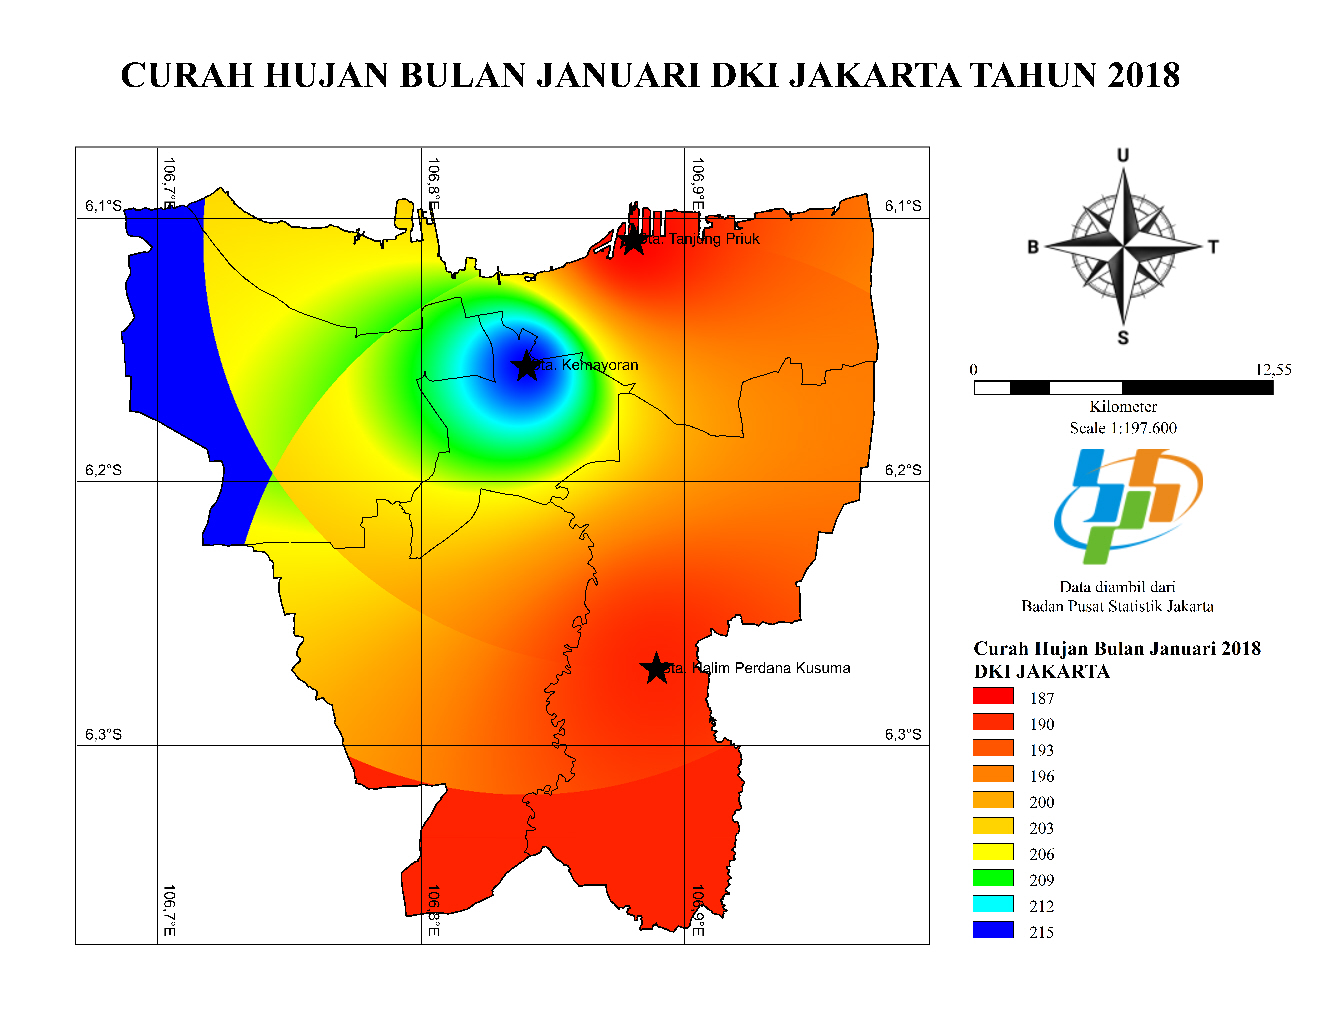 CURAH HUJAN BULAN JANUARI DKI JAKARTA TAHUN 2018
106,7°E
106,8°E
106,9°E
6,1°S
6,1°S
Sta. Tanjung Priuk
Sta. Kemayoran
6,2°S
6,2°S
Sta. Halim Perdana Kusuma
6,3°S
6,3°S
106,7°E
106,8°E
106,9°E
U
B
T
S
0
12,55
Kilometer
Scale 1:197.600
Data diambil dari
Badan Pusat Statistik Jakarta
Curah Hujan Bulan Januari 2018
DKI JAKARTA
187
190
193
196
200
203
206
209
212
215